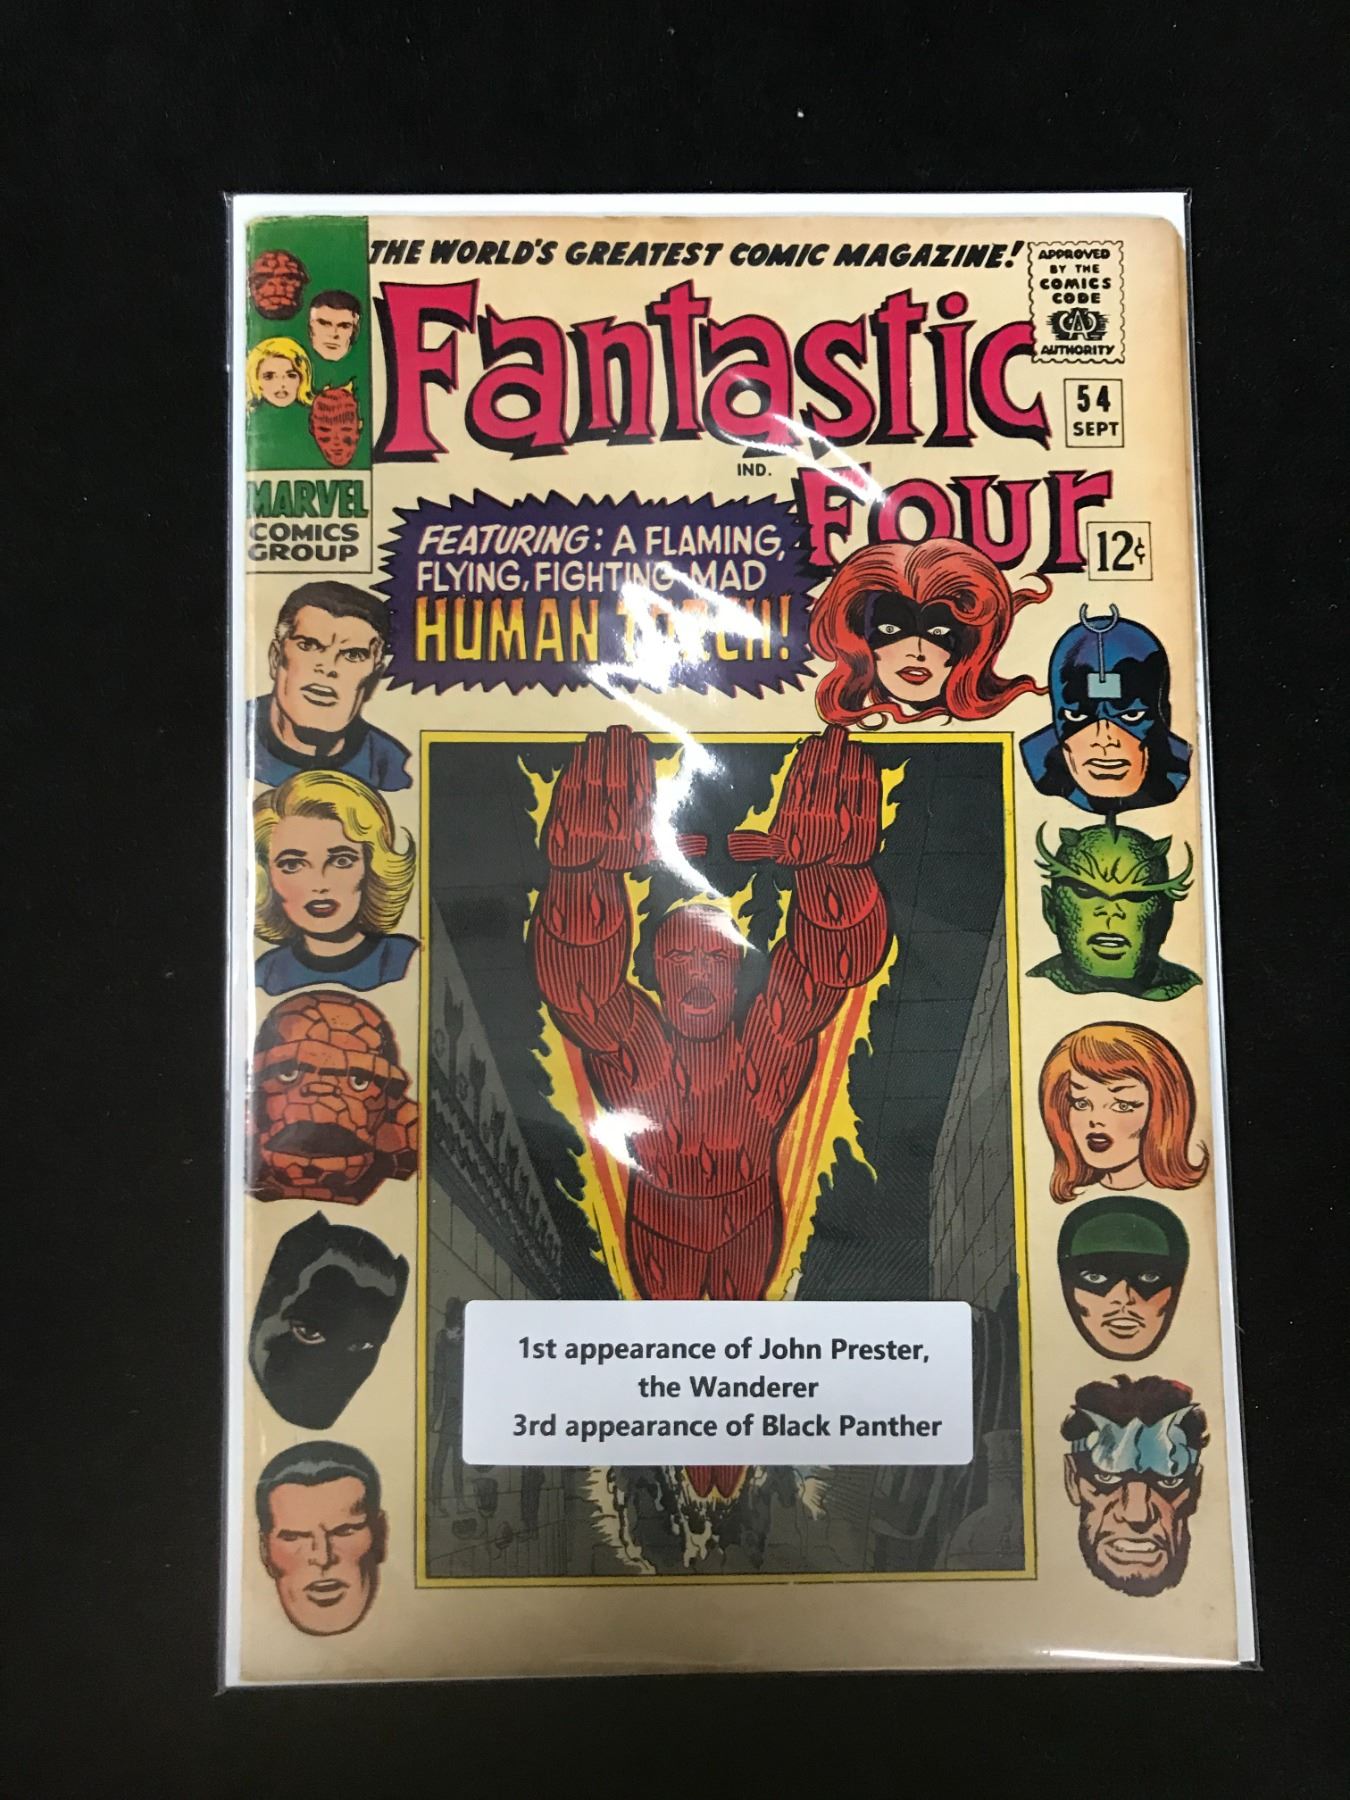 THE WORLD'S GREATEST COMIC MAGAZINE!
APPROVED
BY THE
COMICS
CODE
CA
AUTHORITY
Fantastic
Four
54
SEPT
IND.
12¢
MARVEL
COMICS
GROUP
FEATURING: A FLAMING,
FLYING, FIGHTING MAD
HUMAN TORCH!
1st appearance of John Prester,
the Wanderer
3rd appearance of Black Panther